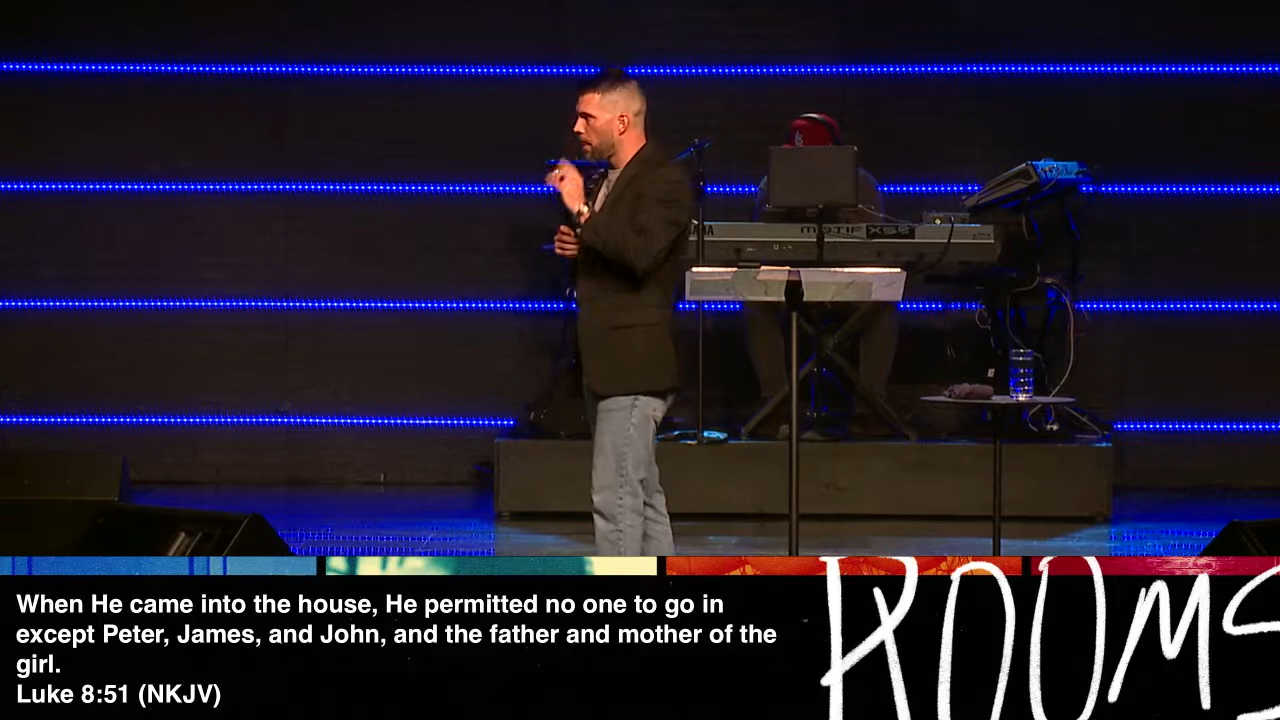 MOTIF XS8
When He came into the house, He permitted no one to go in
except Peter, James, and John, and the father and mother of the
girl.
Luke 8:51 (NKJV)
ROOMS